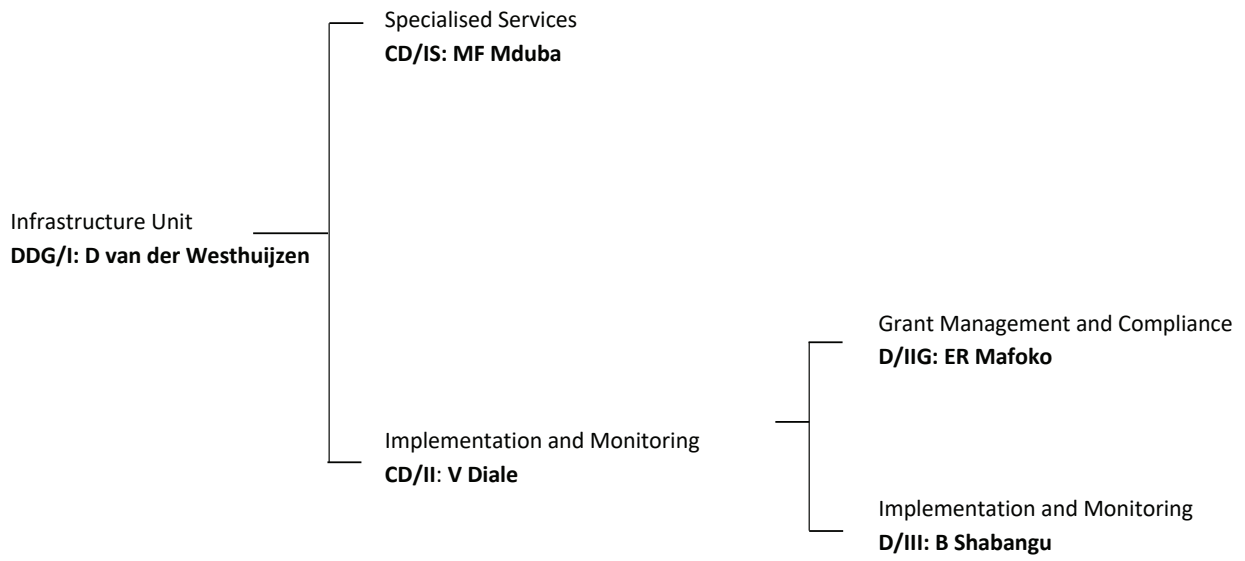 Specialised Services
CD/IS: MF Mduba
Infrastructure Unit
DDG/I: D van der Westhuijzen
Grant Management and Compliance
D/IIG: ER Mafoko
Implementation and Monitoring
CD/II: V Diale
Implementation and Monitoring
D/III: B Shabangu